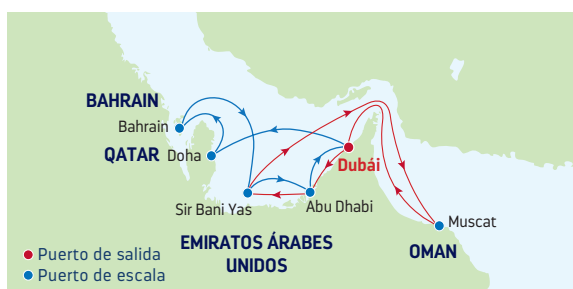 BAHRAIN
Bahrain
QATAR
Doha
Dubái
Sir Bani Yas
Abu Dhabi
Muscat
EMIRATOS ÁRABES
UNIDOS
OMAN
Puerto de salida
Puerto de escala